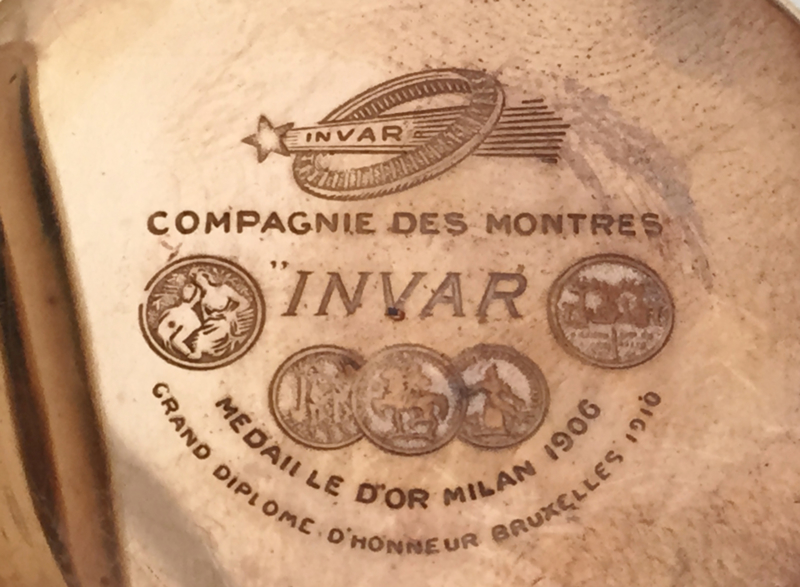 INVAR
COMPAGNIE DES MONTRES
"INVAR
MEDAILLE D'OR MILAN 1906
GRAND DIPLOME D'HONNEUR BRUXELLES 1910